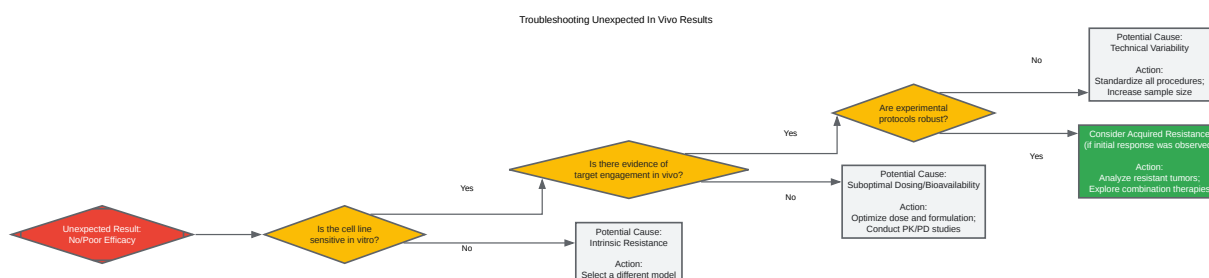 Troubleshooting Unexpected In Vivo Results
Unexpected Result:
No/Poor Efficacy
Is the cell line
sensitive in vitro?
Yes
No
Potential Cause:
Intrinsic Resistance
Action:
Select a different model
Is there evidence of
target engagement in vivo?
Yes
No
Potential Cause:
Suboptimal Dosing/Bioavailability
Action:
Optimize dose and formulation;
Conduct PK/PD studies
Are experimental
protocols robust?
No
Yes
Potential Cause:
Technical Variability
Action:
Standardize all procedures;
Increase sample size
Consider Acquired Resistance
(if initial response was observed
Action:
Analyze resistant tumors;
Explore combination therapies